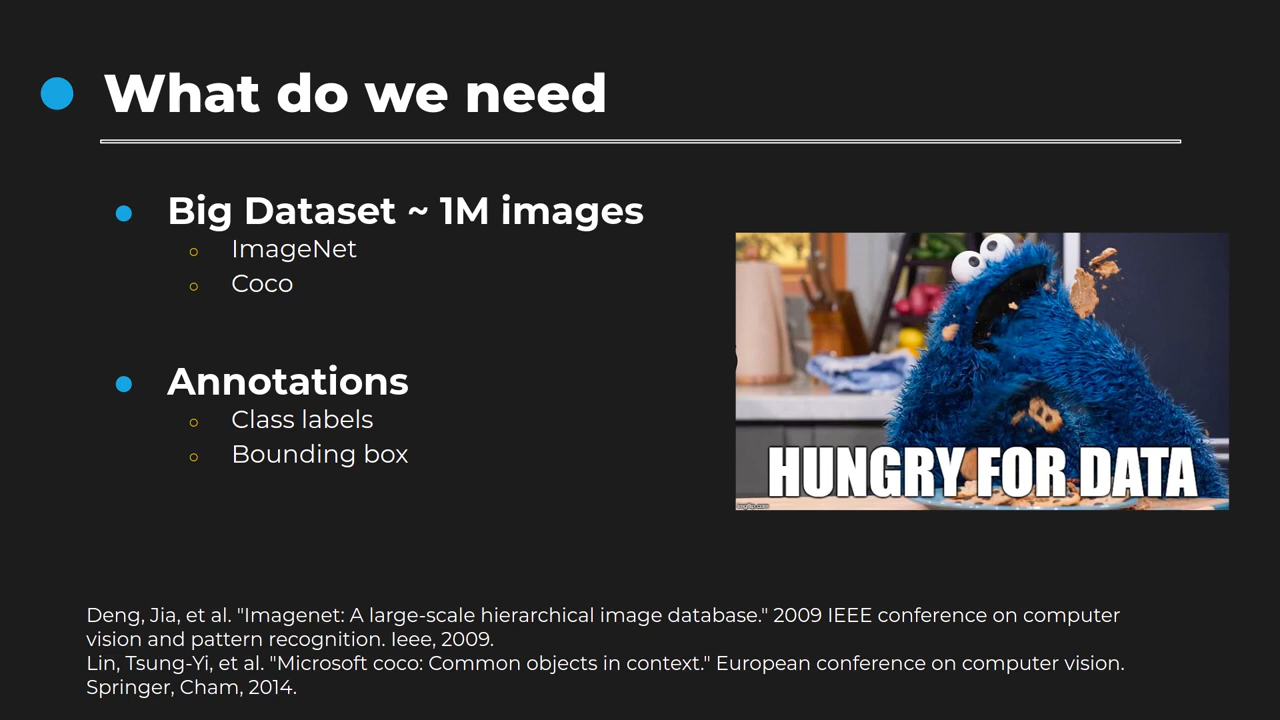 What do we need
Big Dataset ~ 1M images
ImageNet
Coco
Annotations
Class labels
Bounding box
HUNGRY FOR DATA
imgflip.com
Deng, Jia, et al. "Imagenet: A large-scale hierarchical image database." 2009 IEEE conference on computer
vision and pattern recognition. Ieee, 2009.
Lin, Tsung-Yi, et al. "Microsoft coco: Common objects in context." European conference on computer vision.
Springer, Cham, 2014.